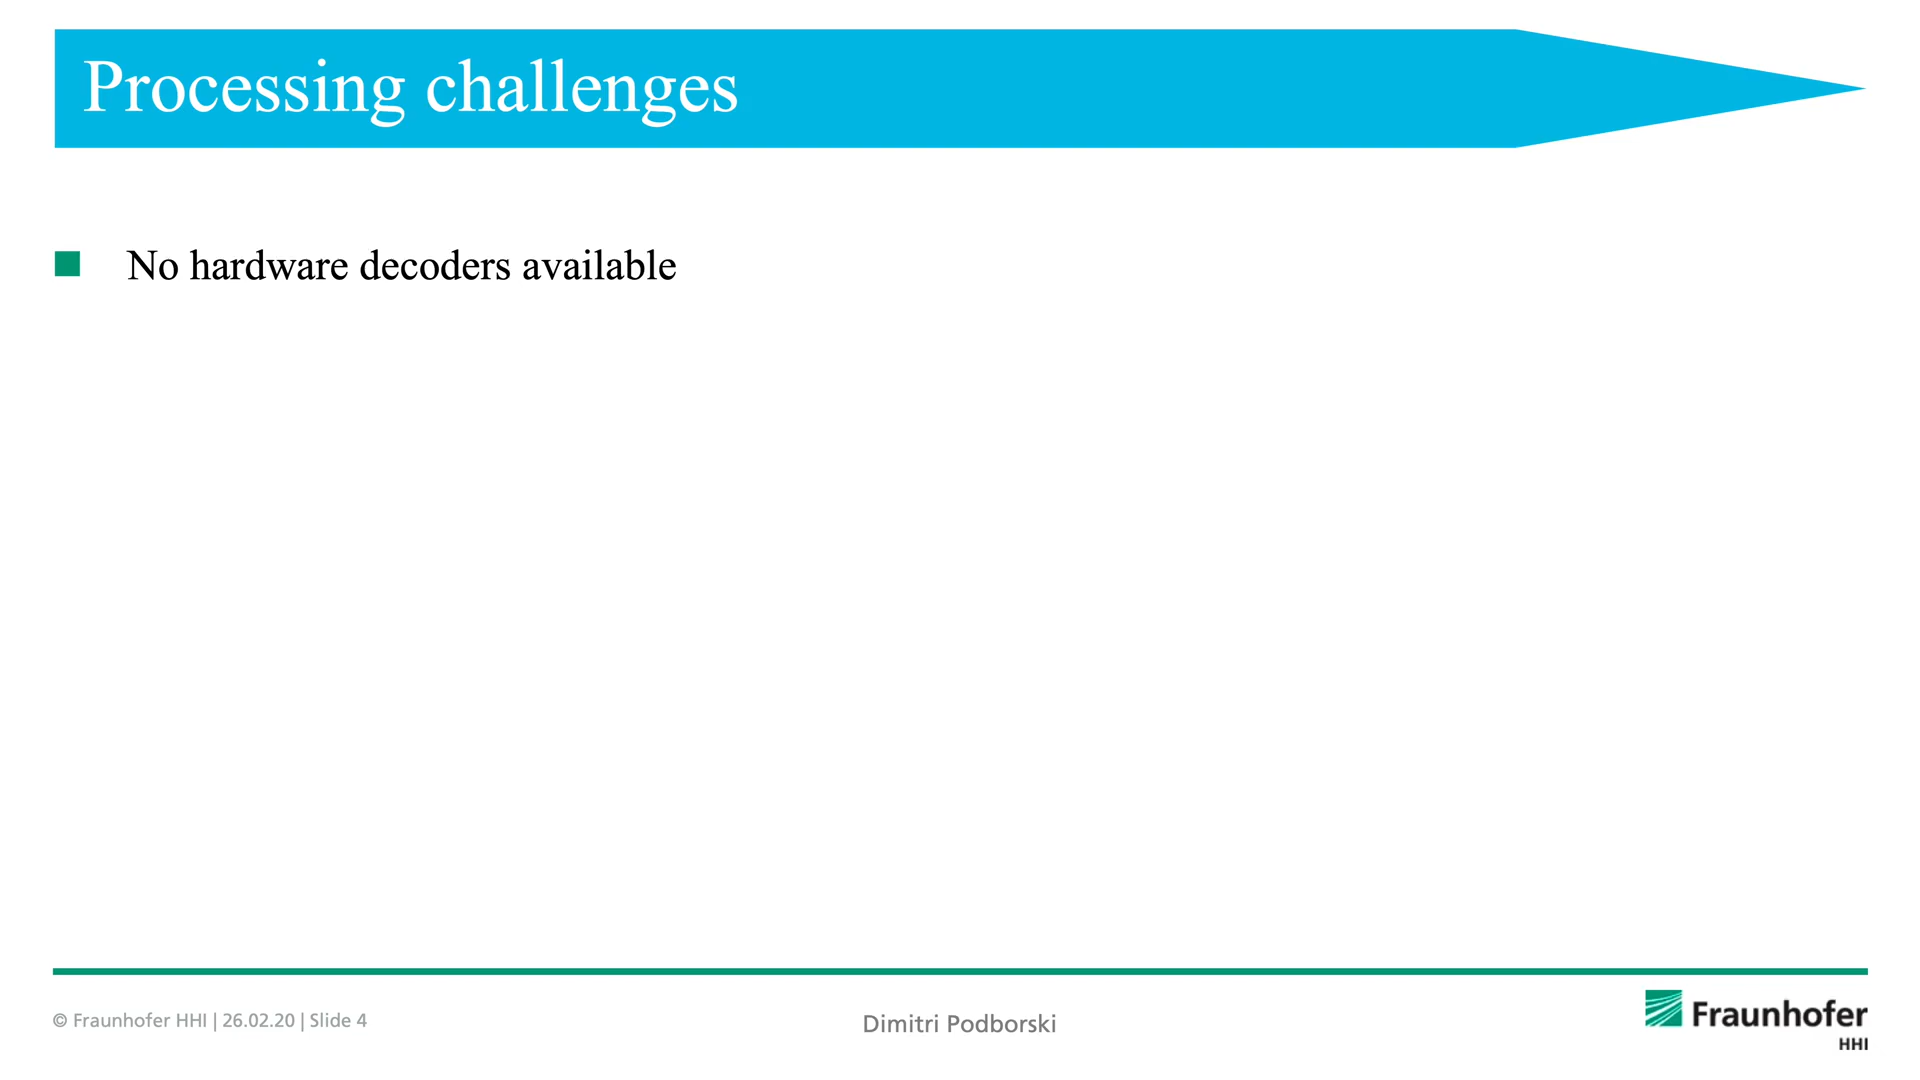 Processing challenges
No hardware decoders available
© Fraunhofer HHI | 26.02.20 | Slide 4
Dimitri Podborski
Fraunhofer
HHI